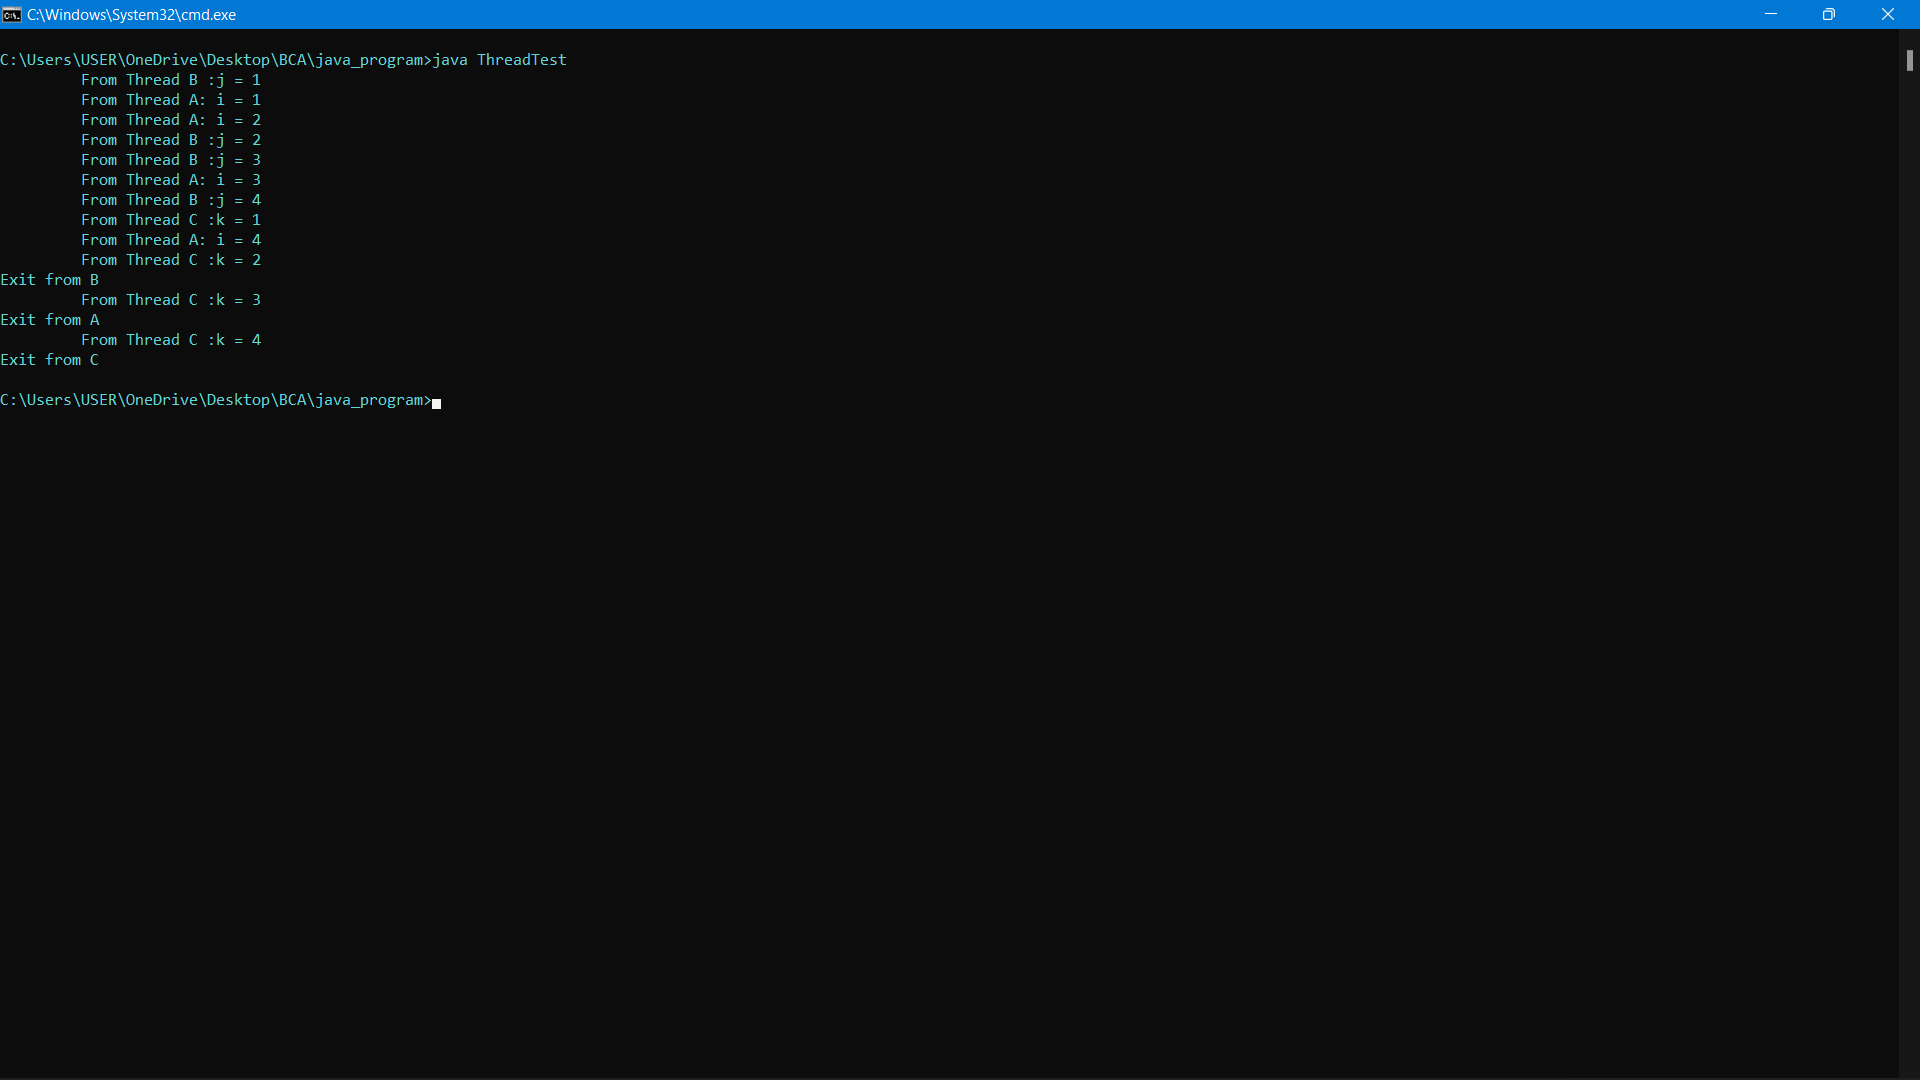 C:\Windows\System32\cmd.exe
C:\Users\USER\OneDrive\Desktop\BCA\java_program>java ThreadTest
From Thread B :j = 1
From Thread A: i = 1
From Thread A: i = 2
From Thread B :j = 2
From Thread B :j = 3
From Thread A: i = 3
From Thread B :j = 4
From Thread C :k = 1
From Thread A: i = 4
From Thread C :k = 2
Exit from B
From Thread C :k = 3
Exit from A
From Thread C :k = 4
Exit from C
C:\Users\USER\OneDrive\Desktop\BCA\java_program>